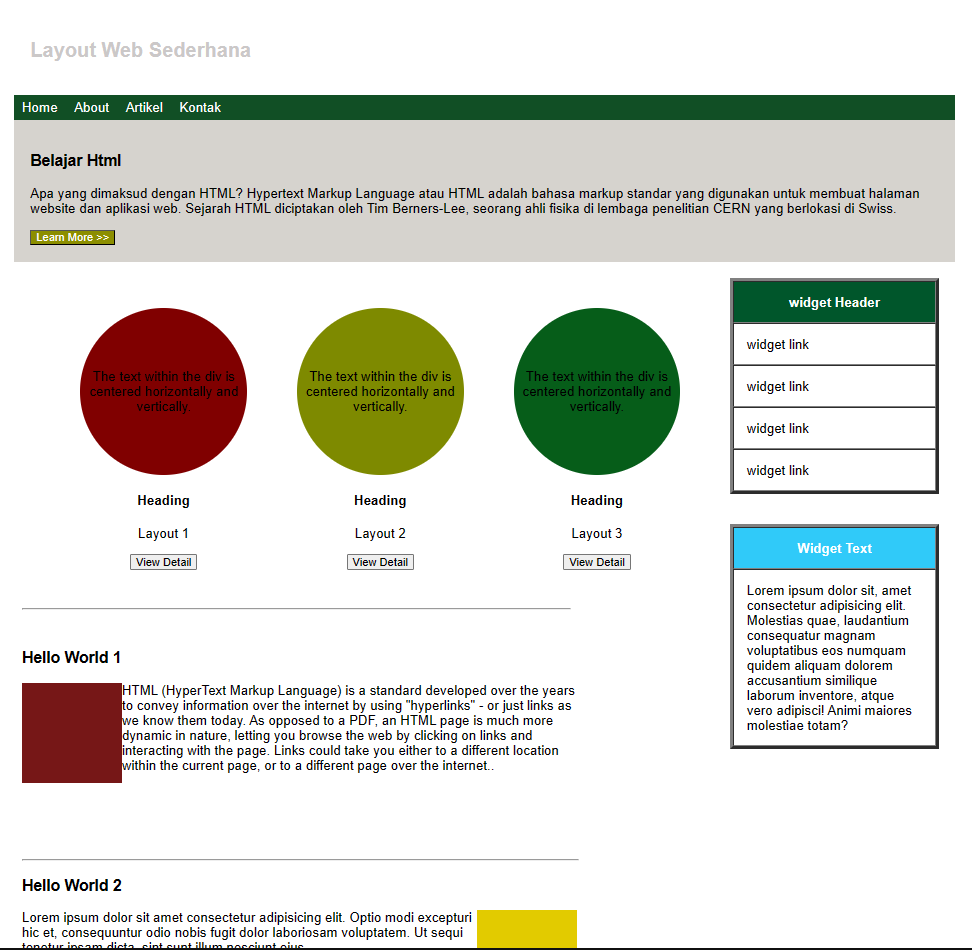 Layout Web Sederhana
Home About Artikel Kontak
Belajar Html
Apa yang dimaksud dengan HTML? Hypertext Markup Language atau HTML adalah bahasa markup standar yang digunakan untuk membuat halaman
website dan aplikasi web. Sejarah HTML diciptakan oleh Tim Berners-Lee, seorang ahli fisika di lembaga penelitian CERN yang berlokasi di Swiss.
Learn More >>
The text within the div is
centered horizontally and
vertically.
Heading
Layout 1
View Detail
The text within the div is
centered horizontally and
vertically.
Heading
Layout 2
View Detail
The text within the div is
centered horizontally and
vertically.
Heading
Layout 3
View Detail
Hello World 1
HTML (HyperText Markup Language) is a standard developed over the years
to convey information over the internet by using "hyperlinks" - or just links as
we know them today. As opposed to a PDF, an HTML page is much more
dynamic in nature, letting you browse the web by clicking on links and
interacting with the page. Links could take you either to a different location
within the current page, or to a different page over the internet..
Hello World 2
Lorem ipsum dolor sit amet consectetur adipisicing elit. Optio modi excepturi
hic et, consequuntur odio nobis fugit dolor laboriosam voluptatem. Ut sequi
tenetur ipsam dicta, sint sunt illum nesciunt eius
widget Header
widget link
widget link
widget link
widget link
Widget Text
Lorem ipsum dolor sit, amet
consectetur adipisicing elit.
Molestias quae, laudantium
consequatur magnam
voluptatibus eos numquam
quidem aliquam dolorem
accusantium similique
laborum inventore, atque
vero adipisci! Animi maiores
molestiae totam?